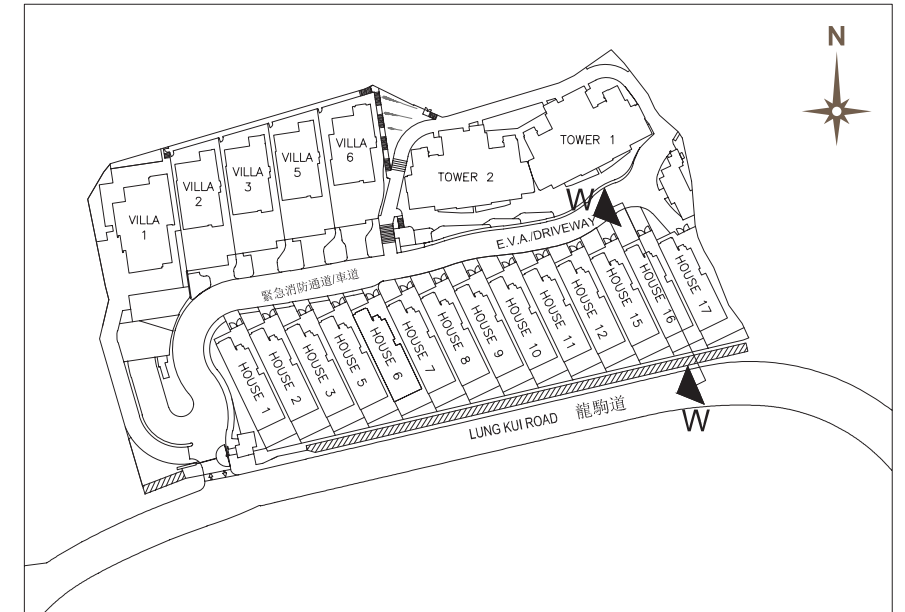 N
TOWER 1
VILLA
6
VILLA
5
VILLA
3
VILLA
2
VILLA
1
TOWER 2
W
E.V.A./DRIVEWAY
緊急消防通道/車道
HOUSE 1
HOUSE 2
HOUSE 3
HOUSE 5
HOUSE 6
HOUSE 7
HOUSE 8
HOUSE 9
HOUSE 10
HOUSE 11
HOUSE 12
HOUSE 15
HOUSE 16
HOUSE 17
LUNG KUI ROAD 龍駒道
W